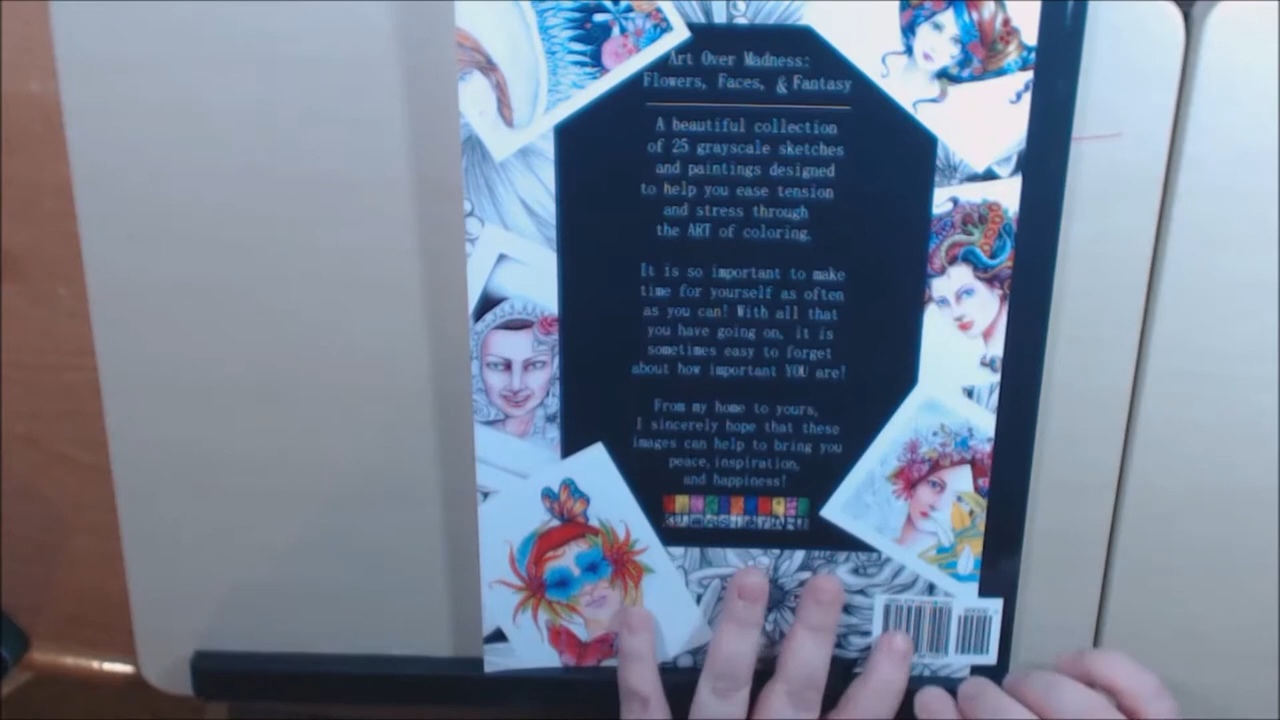 Art Over Madness:
Flowers, Faces, & Fantasy
A beautiful collection
of 25 grayscale sketches
and paintings designed
to help you ease tension
and stress through
the ART of coloring.
It is so important to make
time for yourself as often
as you can! With all that
you have going on, it is
sometimes easy to forget
about how important YOU are!
From my home to yours,
I sincerely hope that these
images can help to bring you
peace, inspiration,
and happiness!